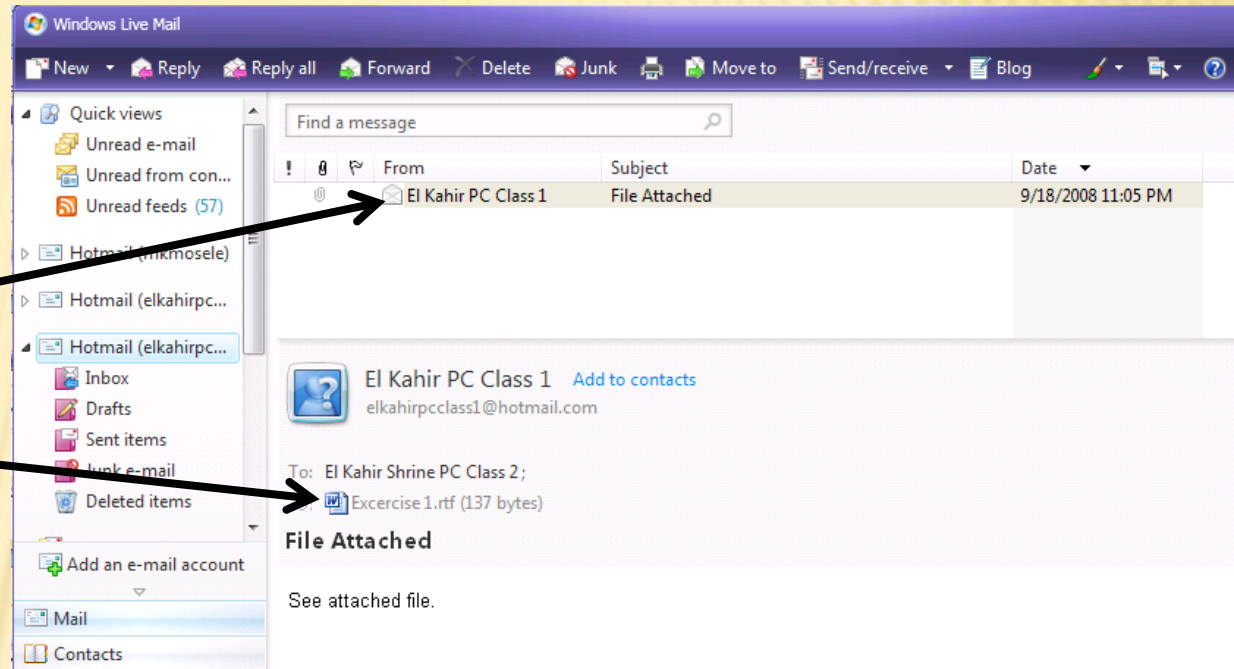 Windows Live Mail
New Reply Reply all Forward Delete Junk Move to Send/receive Blog
Quick views
Unread e-mail
Unread from con...
Unread feeds (57)
Hotmail (mkmosele)
Hotmail (elkahirpc...
Hotmail (elkahirpc...
Inbox
Drafts
Sent items
Junk e-mail
Deleted items
Add an e-mail account
Mail
Contacts
Find a message
! From Subject Date
El Kahir PC Class 1 File Attached 9/18/2008 11:05 PM
El Kahir PC Class 1 Add to contacts
elkahirpcclass1@hotmail.com
To: El Kahir Shrine PC Class 2;
Excercise 1.rtf (137 bytes)
File Attached
See attached file.